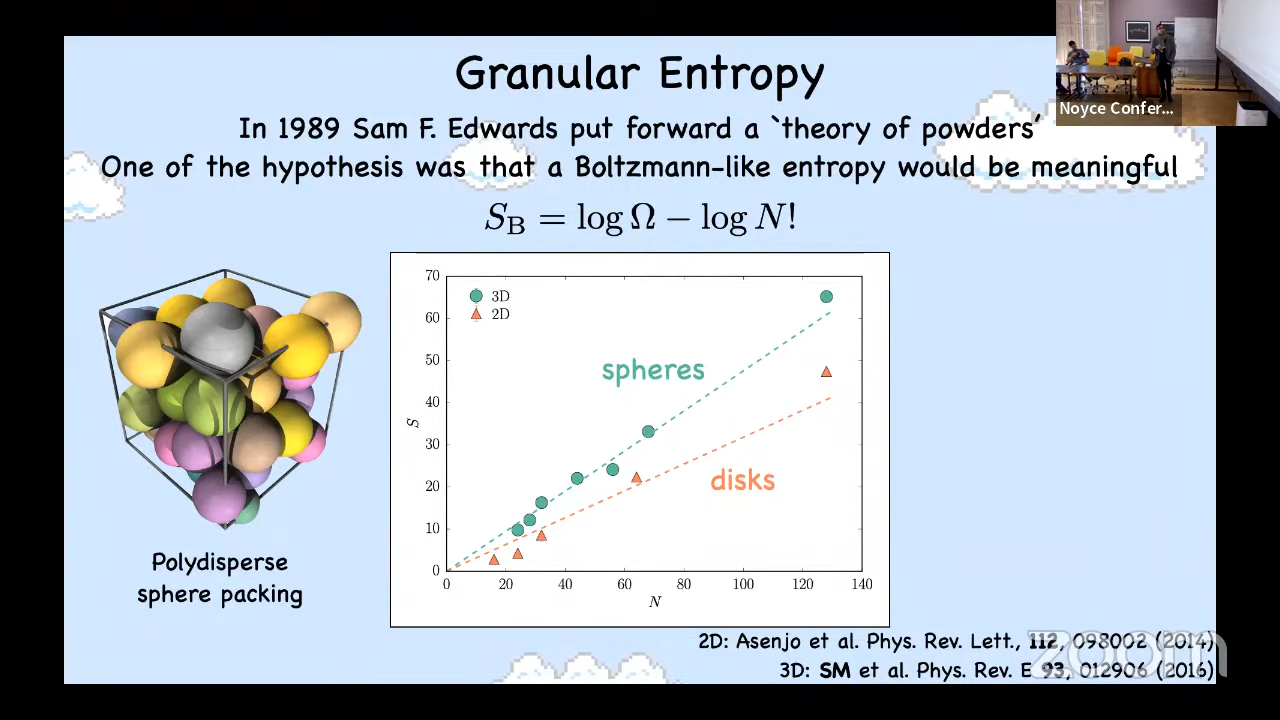 Granular Entropy
Noyce Confer...
In 1989 Sam F. Edwards put forward a `theory of powders'
One of the hypothesis was that a Boltzmann-like entropy would be meaningful
S_B = log Ω − log N!
70
60
50
40
30
20
10
0
S
3D
2D
spheres
disks
0 20 40 60 80 100 120 140
N
Polydisperse
sphere packing
2D: Asenjo et al. Phys. Rev. Lett., 112, 098002 (2014)
3D: SM et al. Phys. Rev. E 93, 012906 (2016)
zoom